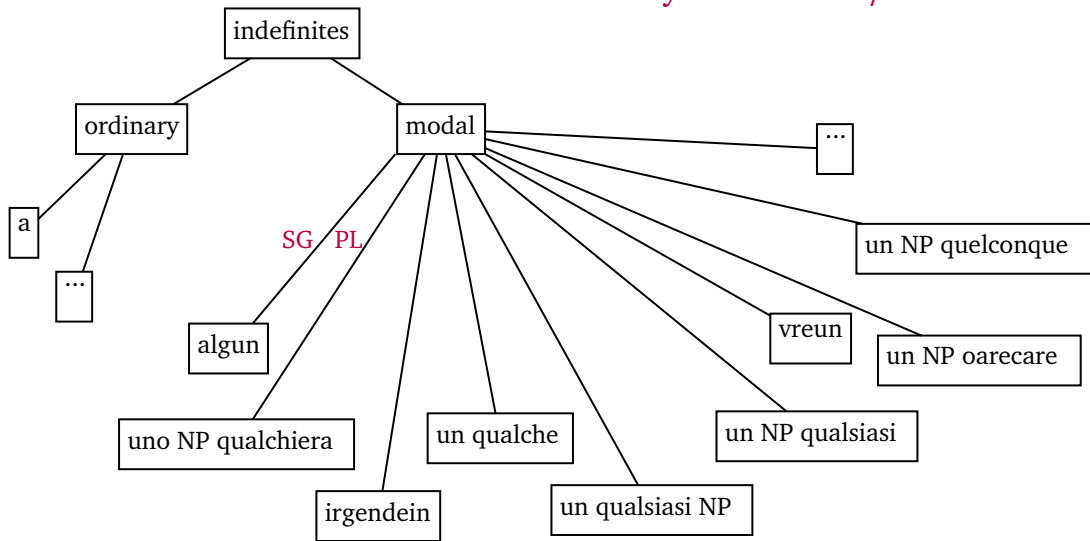 indefinites
ordinary
modal
...
a
SG PL
un NP quelconque
...
algun
vreun
un NP oarecare
uno NP qualchiera
un qualche
un NP qualsiasi
irgendein
un qualsiasi NP